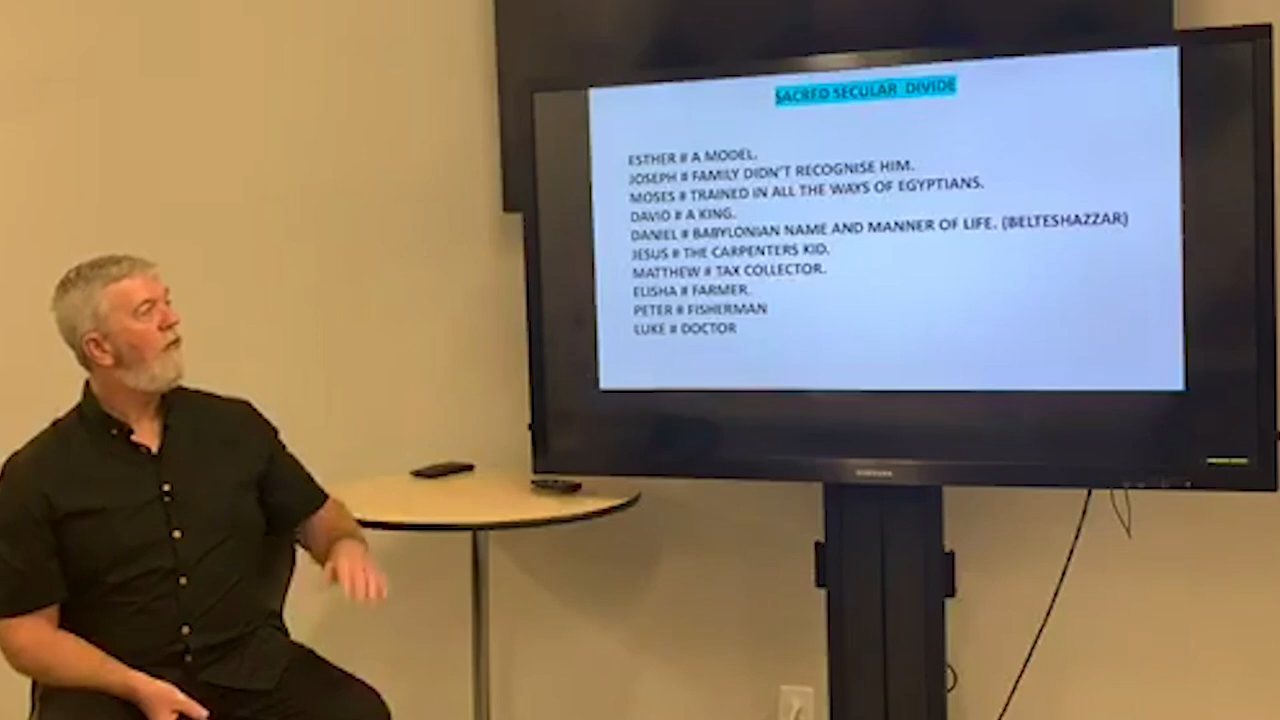 SACRED SECULAR DIVIDE
ESTHER # A MODEL.
JOSEPH # FAMILY DIDN'T RECOGNISE HIM.
MOSES # TRAINED IN ALL THE WAYS OF EGYPTIANS.
DAVID # A KING.
DANIEL # BABYLONIAN NAME AND MANNER OF LIFE. (BELTESHAZZAR)
JESUS # THE CARPENTERS KID.
MATTHEW # TAX COLLECTOR.
ELISHA # FARMER.
PETER # FISHERMAN
LUKE # DOCTOR
SAMSUNG